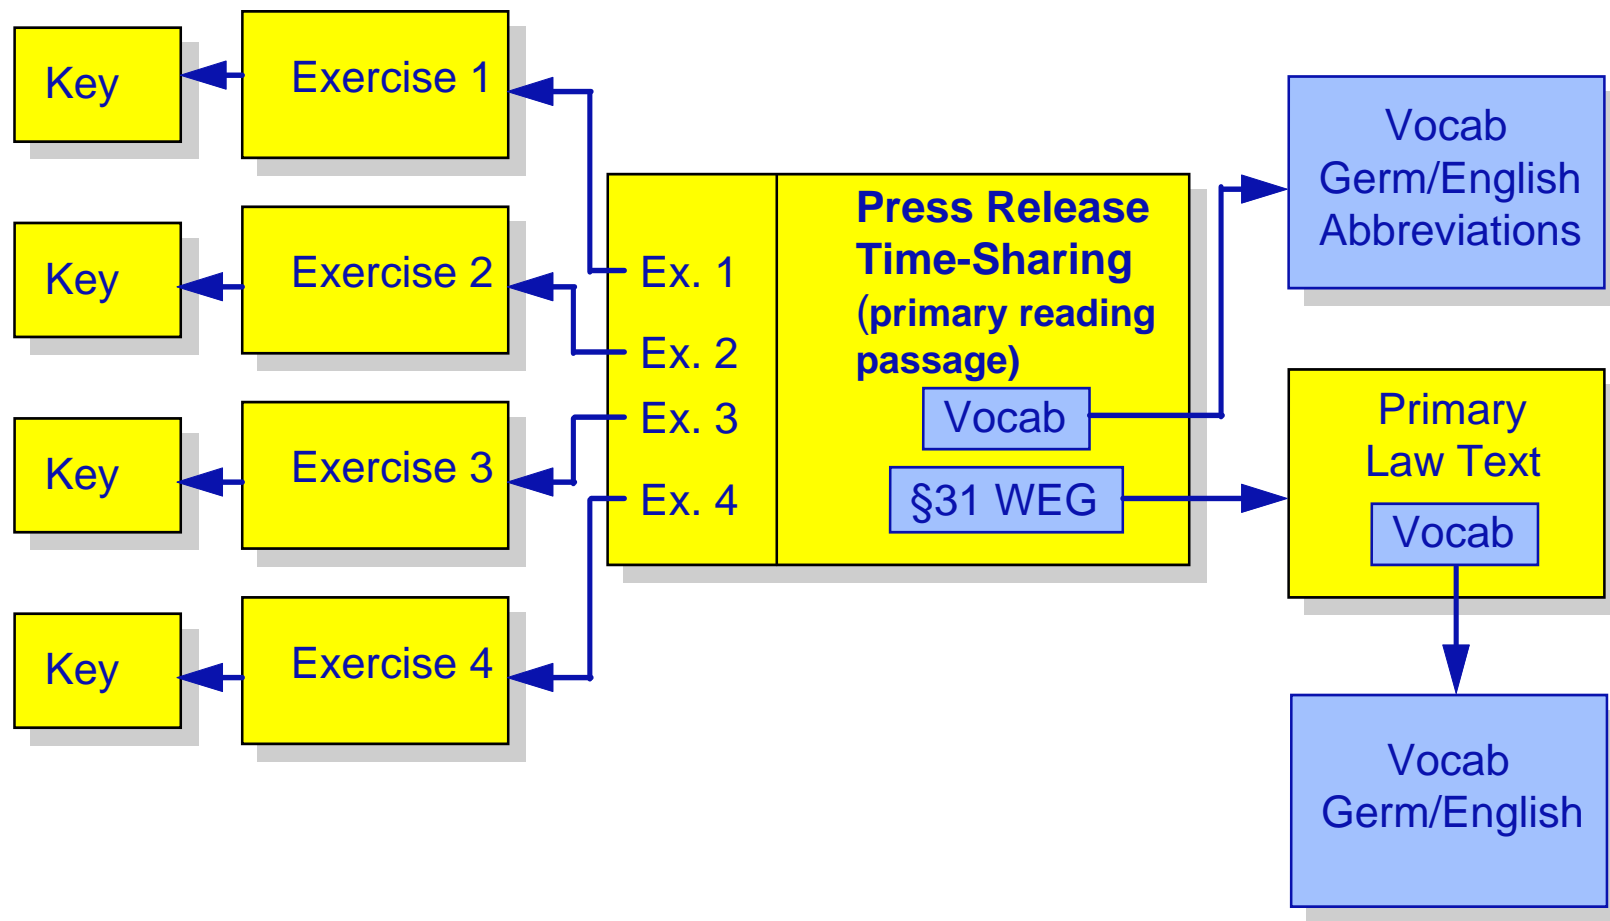 Key
Exercise 1
Key
Exercise 2
Key
Exercise 3
Key
Exercise 4
Ex. 1
Ex. 2
Ex. 3
Ex. 4
Press Release
Time-Sharing
(primary reading
passage)
Vocab
§31 WEG
Vocab
Germ/English
Abbreviations
Primary
Law Text
Vocab
Vocab
Germ/English